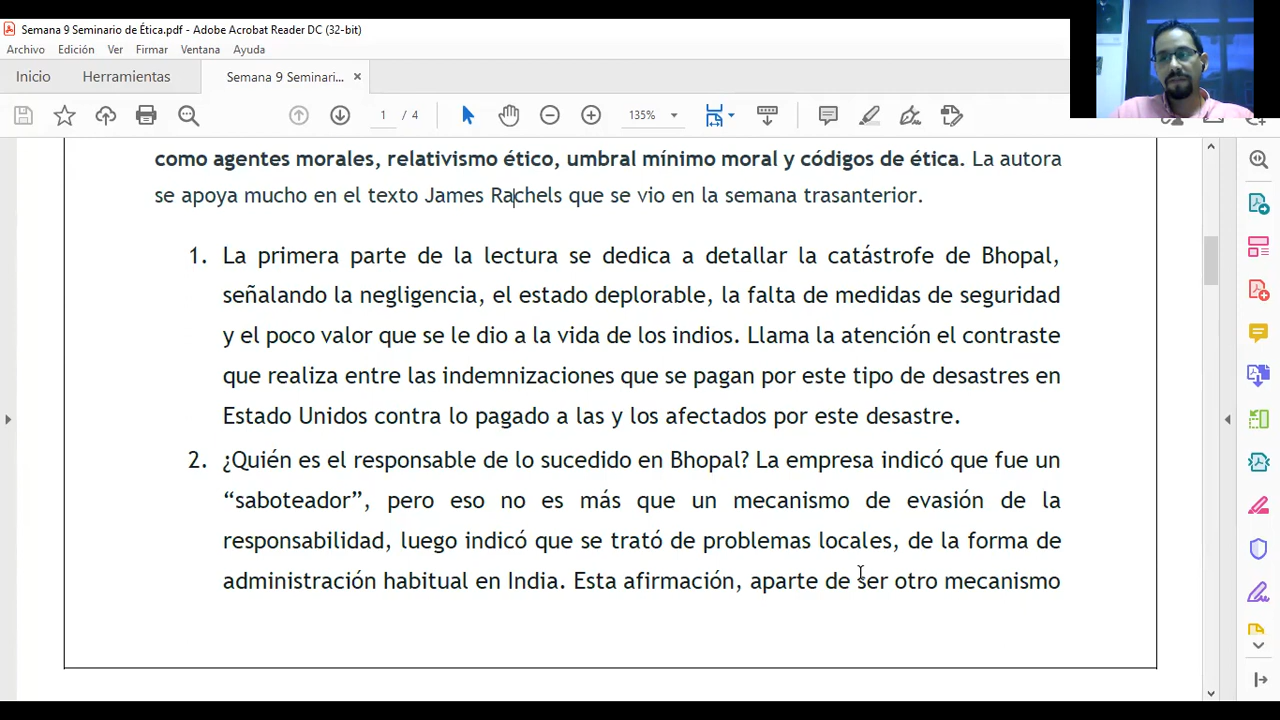 Semana 9 Seminario de Ética.pdf - Adobe Acrobat Reader DC (32-bit)
Archivo Edición Ver Firmar Ventana Ayuda
Inicio Herramientas Semana 9 Seminari... ×
1 / 4 135%
como agentes morales, relativismo ético, umbral mínimo moral y códigos de ética. La autora
se apoya mucho en el texto James Rachels que se vio en la semana trasanterior.
1. La primera parte de la lectura se dedica a detallar la catástrofe de Bhopal,
señalando la negligencia, el estado deplorable, la falta de medidas de seguridad
y el poco valor que se le dio a la vida de los indios. Llama la atención el contraste
que realiza entre las indemnizaciones que se pagan por este tipo de desastres en
Estado Unidos contra lo pagado a las y los afectados por este desastre.
2. ¿Quién es el responsable de lo sucedido en Bhopal? La empresa indicó que fue un
“saboteador”, pero eso no es más que un mecanismo de evasión de la
responsabilidad, luego indicó que se trató de problemas locales, de la forma de
administración habitual en India. Esta afirmación, aparte de ser otro mecanismo